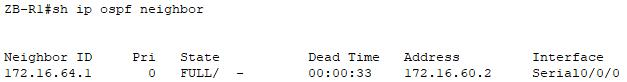 ZB-R1#sh ip ospf neighbor
Neighbor ID     Pri   State           Dead Time   Address         Interface
172.16.64.1       0   FULL/  -        00:00:33    172.16.60.2     Serial0/0/0